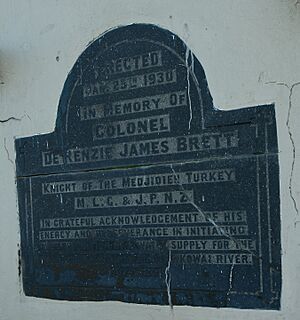 ERECTED
JAN. 25TH 1930
IN MEMORY OF
COLONEL
DE RENZIE JAMES BRETT
KNIGHT OF THE MEDJIDIEH TURKEY
M.L.C. & J.P. N.Z
IN GRATEFUL ACKNOWLEDGEMENT OF HIS
ENERGY AND PERSEVERANCE IN INITIATING
SUPPLY FOR THE
KOWAI RIVER.